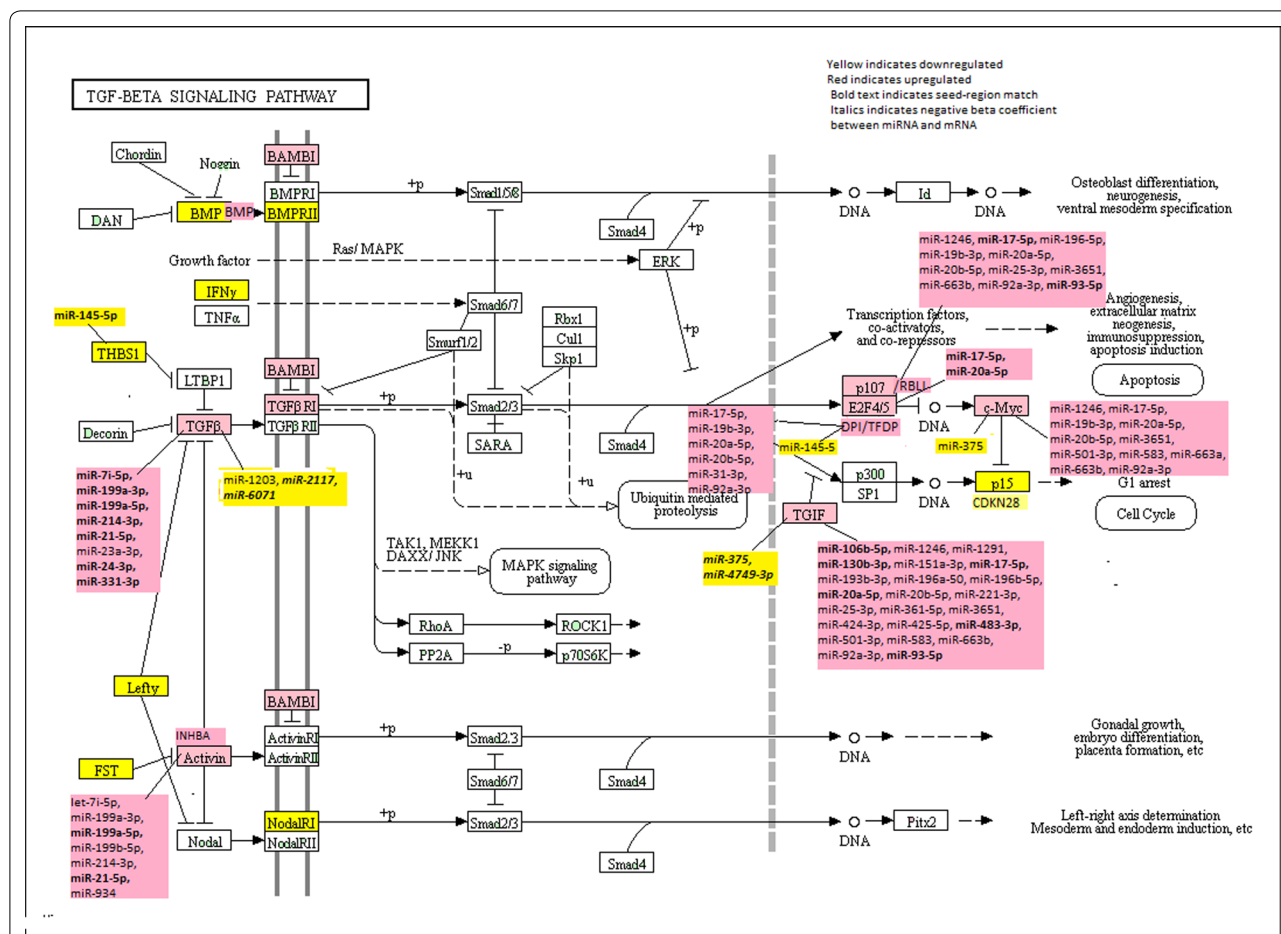 Yellow indicates downregulated
Red indicates upregulated
Bold text indicates seed-region match
Italics indicates negative beta coefficient
between miRNA and mRNA
TGF-BETA SIGNALING PATHWAY
Chordin
Noggin
DAN
BMP
BMP
BAMBI
BMPRI
BMPRII
+p
Smad1/5/8
Smad4
DNA
Id
DNA
Osteoblast differentiation,
neurogenesis,
ventral mesoderm specification
Growth factor
Ras/ MAPK
ERK
+p
+p
IFNγ
TNFα
Smad6/7
Smurf1/2
Rbx1
Cul1
Skp1
miR-1246, miR-17-5p, miR-196-5p,
miR-19b-3p, miR-20a-5p,
miR-20b-5p, miR-25-3p, miR-3651,
miR-663b, miR-92a-3p, miR-93-5p
Transcription factors,
co-activators,
and co-repressors
Angiogenesis,
extracellular matrix
neogenesis,
immunosuppression,
apoptosis induction
Apoptosis
miR-145-5p
THBS1
LTBP1
Decorin
TGFβ
BAMBI
TGFβ RI
TGFβ RII
+p
Smad2/3
SARA
Smad4
p107
/RBLI
E2F4/5
DPI/TFDP
miR-17-5p,
miR-20a-5p
DNA
c-Myc
miR-375
miR-145-5
miR-17-5p,
miR-19b-3p,
miR-20a-5p,
miR-20b-5p,
miR-31-3p,
miR-92a-3p
miR-1246, miR-17-5p,
miR-19b-3p, miR-20a-5p,
miR-20b-5p, miR-3651,
miR-501-3p, miR-583, miR-663a,
miR-663b, miR-92a-3p
p300
SP1
DNA
p15
CDKN28
G1 arrest
Cell Cycle
TGIF
miR-7i-5p,
miR-199a-3p,
miR-199a-5p,
miR-214-3p,
miR-21-5p,
miR-23a-3p,
miR-24-3p,
miR-331-3p
miR-1203, miR-2117,
miR-6071
+u
+u
Ubiquitin mediated
proteolysis
TAK1, MEKK1
DAXX/ JNK
MAPK signaling
pathway
miR-375,
miR-4749-3p
miR-106b-5p, miR-1246, miR-1291,
miR-130b-3p, miR-151a-3p, miR-17-5p,
miR-193b-3p, miR-196a-50, miR-196b-5p,
miR-20a-5p, miR-20b-5p, miR-221-3p,
miR-25-3p, miR-361-5p, miR-3651,
miR-424-3p, miR-425-5p, miR-483-3p,
miR-501-3p, miR-583, miR-663b,
miR-92a-3p, miR-93-5p
RhoA
ROCK1
PP2A
-p
p70S6K
Lefty
BAMBI
INHBA
Activin
FST
ActivinRI
ActivinRII
+p
Smad2/3
Smad4
DNA
Gonadal growth,
embryo differentiation,
placenta formation, etc
Smad6/7
let-7i-5p,
miR-199a-3p,
miR-199a-5p,
miR-199b-5p,
miR-214-3p,
miR-21-5p,
miR-934
Nodal
NodalRI
NodalRII
+p
Smad2/3
Smad4
DNA
Pitx2
Left-right axis determination
Mesoderm and endoderm induction, etc